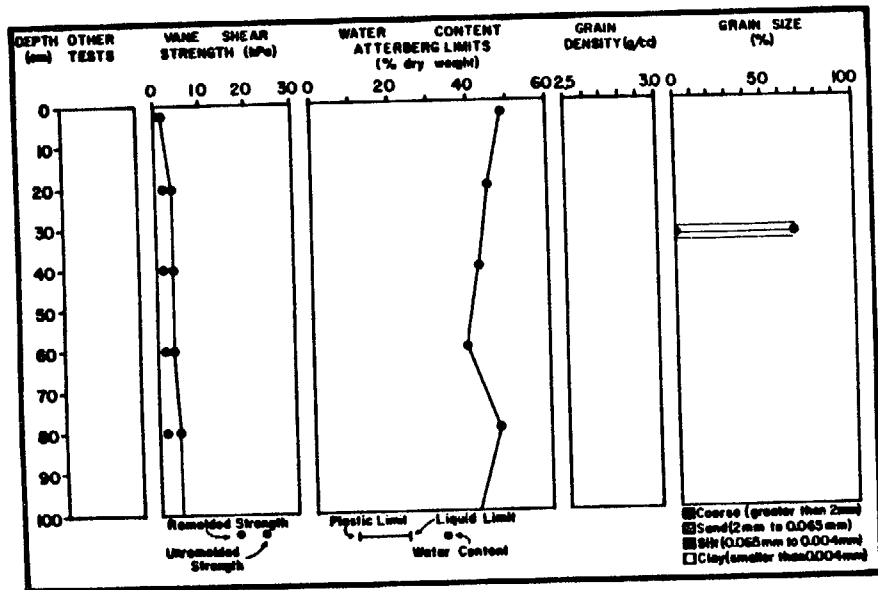 DEPTH OTHER
(cm) TESTS
VANE SHEAR
STRENGTH (kPa)
WATER CONTENT
ATTERBERG LIMITS
(% dry weight)
GRAIN
DENSITY (g/cc)
GRAIN SIZE
(%)
0 10 20 30
0 20 40 60
2.5 3.0
0 50 100
0
10
20
30
40
50
60
70
80
90
100
Remolded Strength
Unremolded
Strength
Plastic Limit
Liquid Limit
Water Content
Coarse (greater than 2mm)
Sand (2mm to 0.065mm)
Silt (0.065mm to 0.004mm)
Clay (smaller than 0.004mm)